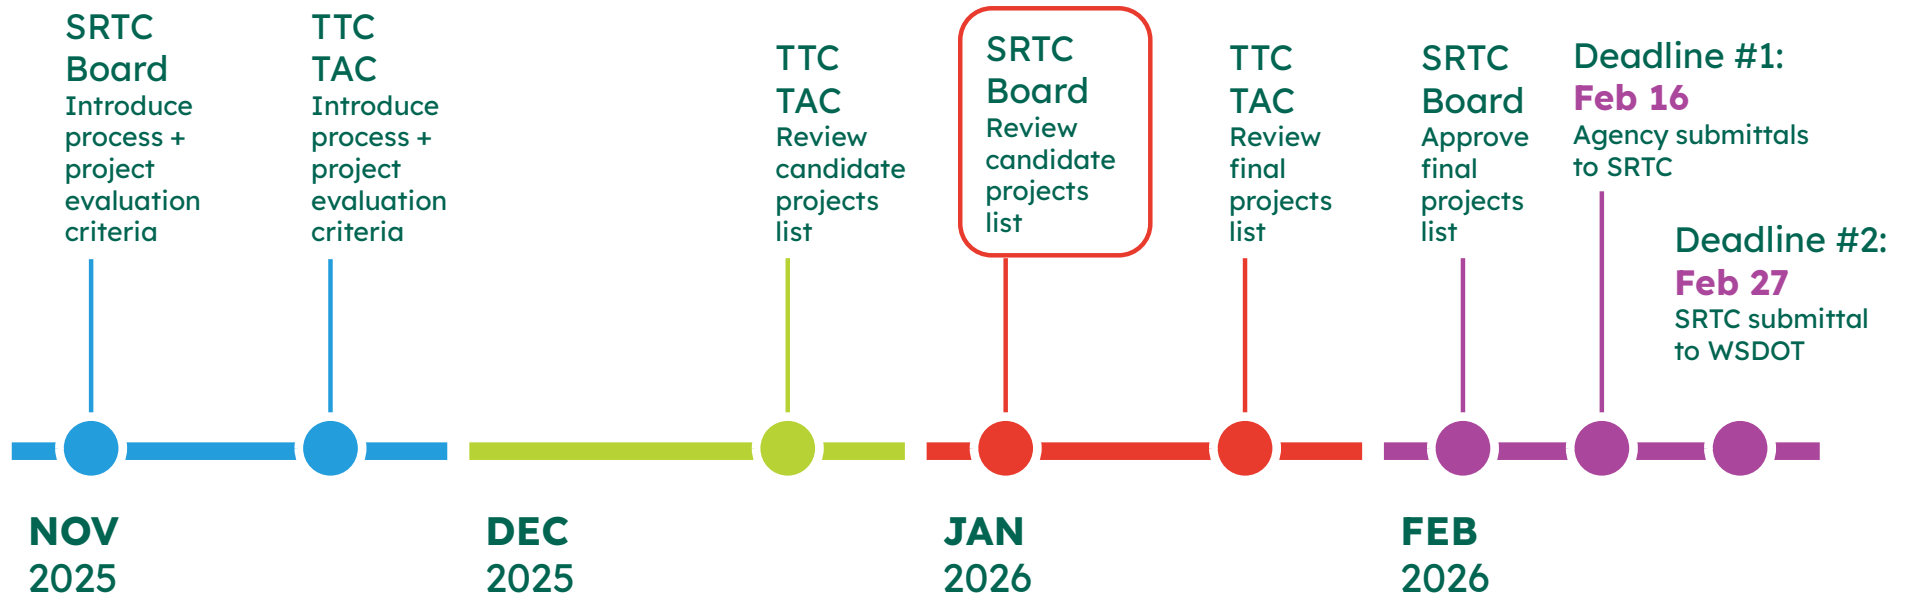 SRTC
Board
Introduce
process +
project
evaluation
criteria
TTC
TAC
Introduce
process +
project
evaluation
criteria
TTC
TAC
Review
candidate
projects
list
SRTC
Board
Review
candidate
projects
list
TTC
TAC
Review
final
projects
list
SRTC
Board
Approve
final
projects
list
Deadline #1:
Feb 16
Agency submittals
to SRTC
Deadline #2:
Feb 27
SRTC submittal
to WSDOT
NOV
2025
DEC
2025
JAN
2026
FEB
2026